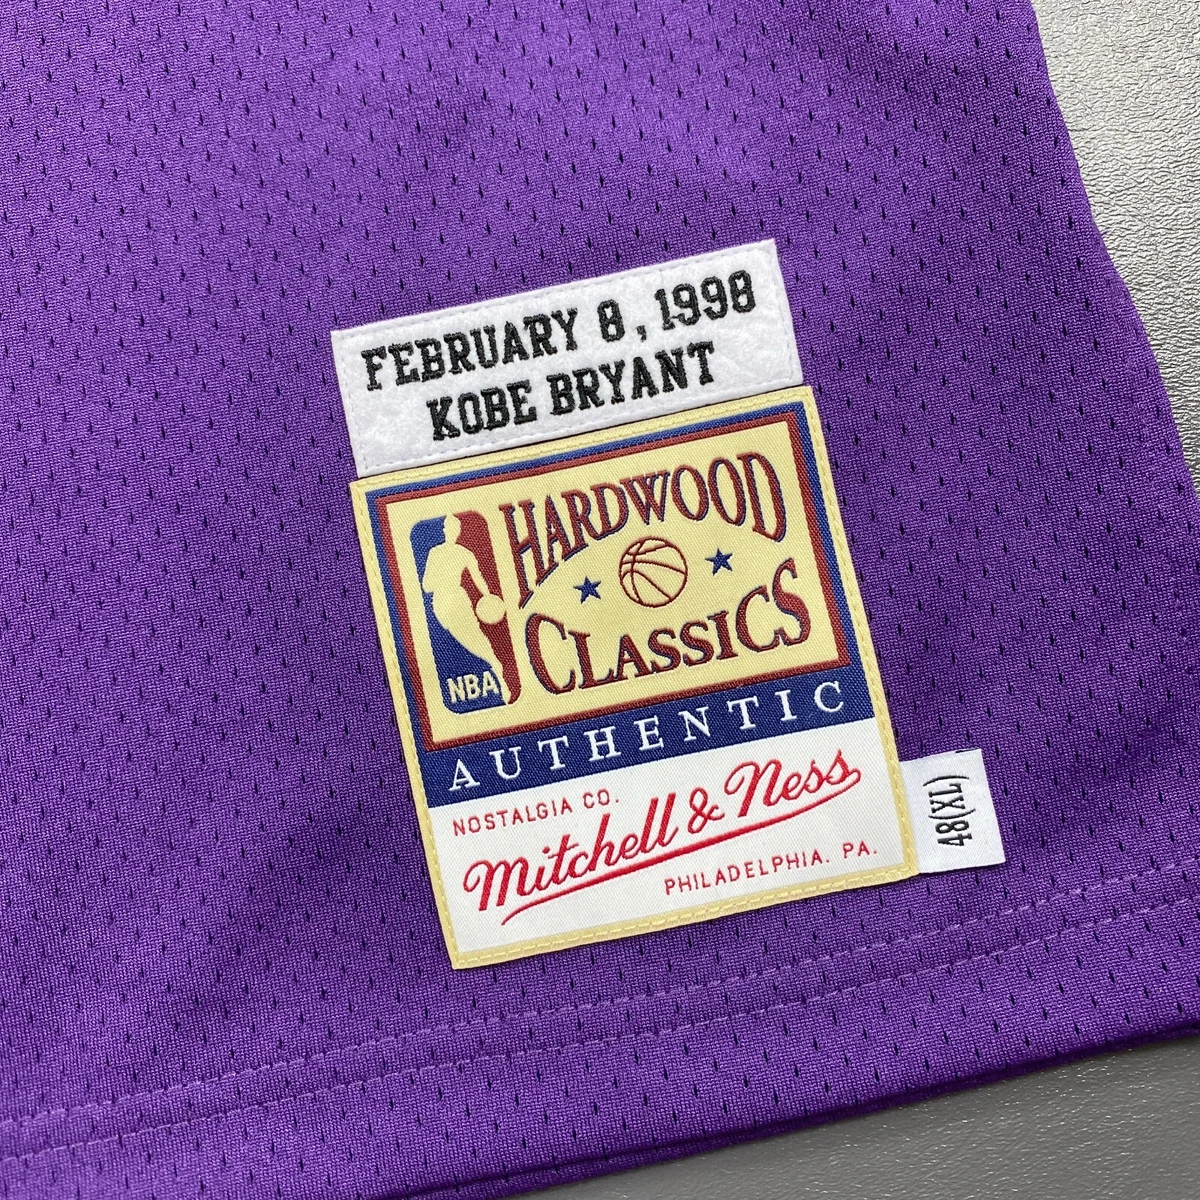 FEBRUARY 8, 1998
KOBE BRYANT
NBA
HARDWOOD
CLASSICS
AUTHENTIC
NOSTALGIA CO.
Mitchell & Ness
PHILADELPHIA. PA.
48(XL)